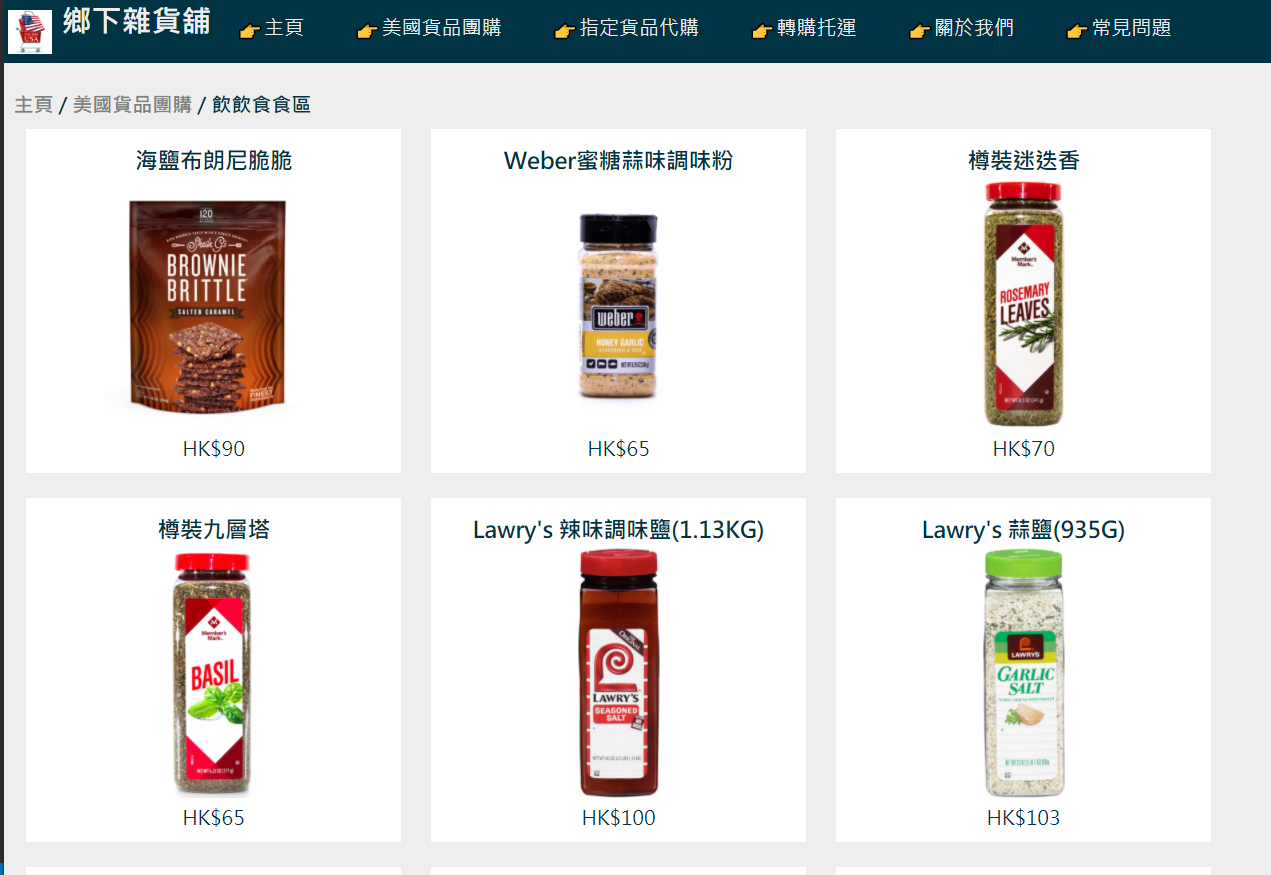 USA
鄉下雜貨舖
👉主頁
👉美國貨品團購
👉指定貨品代購
👉轉購托運
👉關於我們
👉常見問題
主頁 / 美國貨品團購 / 飲飲食食區
海鹽布朗尼脆脆
120
Sheila G's
BROWNIE
BRITTLE
SALTED CARAMEL
HK$90
Weber蜜糖蒜味調味粉
weber
HONEY GARLIC
SEASONING & RUB
HK$65
樽裝迷迭香
Member's
Mark
ROSEMARY
LEAVES
HK$70
樽裝九層塔
Member's
Mark
BASIL
HK$65
Lawry's 辣味調味鹽(1.13KG)
ORIGINAL
LAWRY'S
SEASONED
SALT
HK$100
Lawry's 蒜鹽(935G)
LAWRY'S
GARLIC
SALT
HK$103